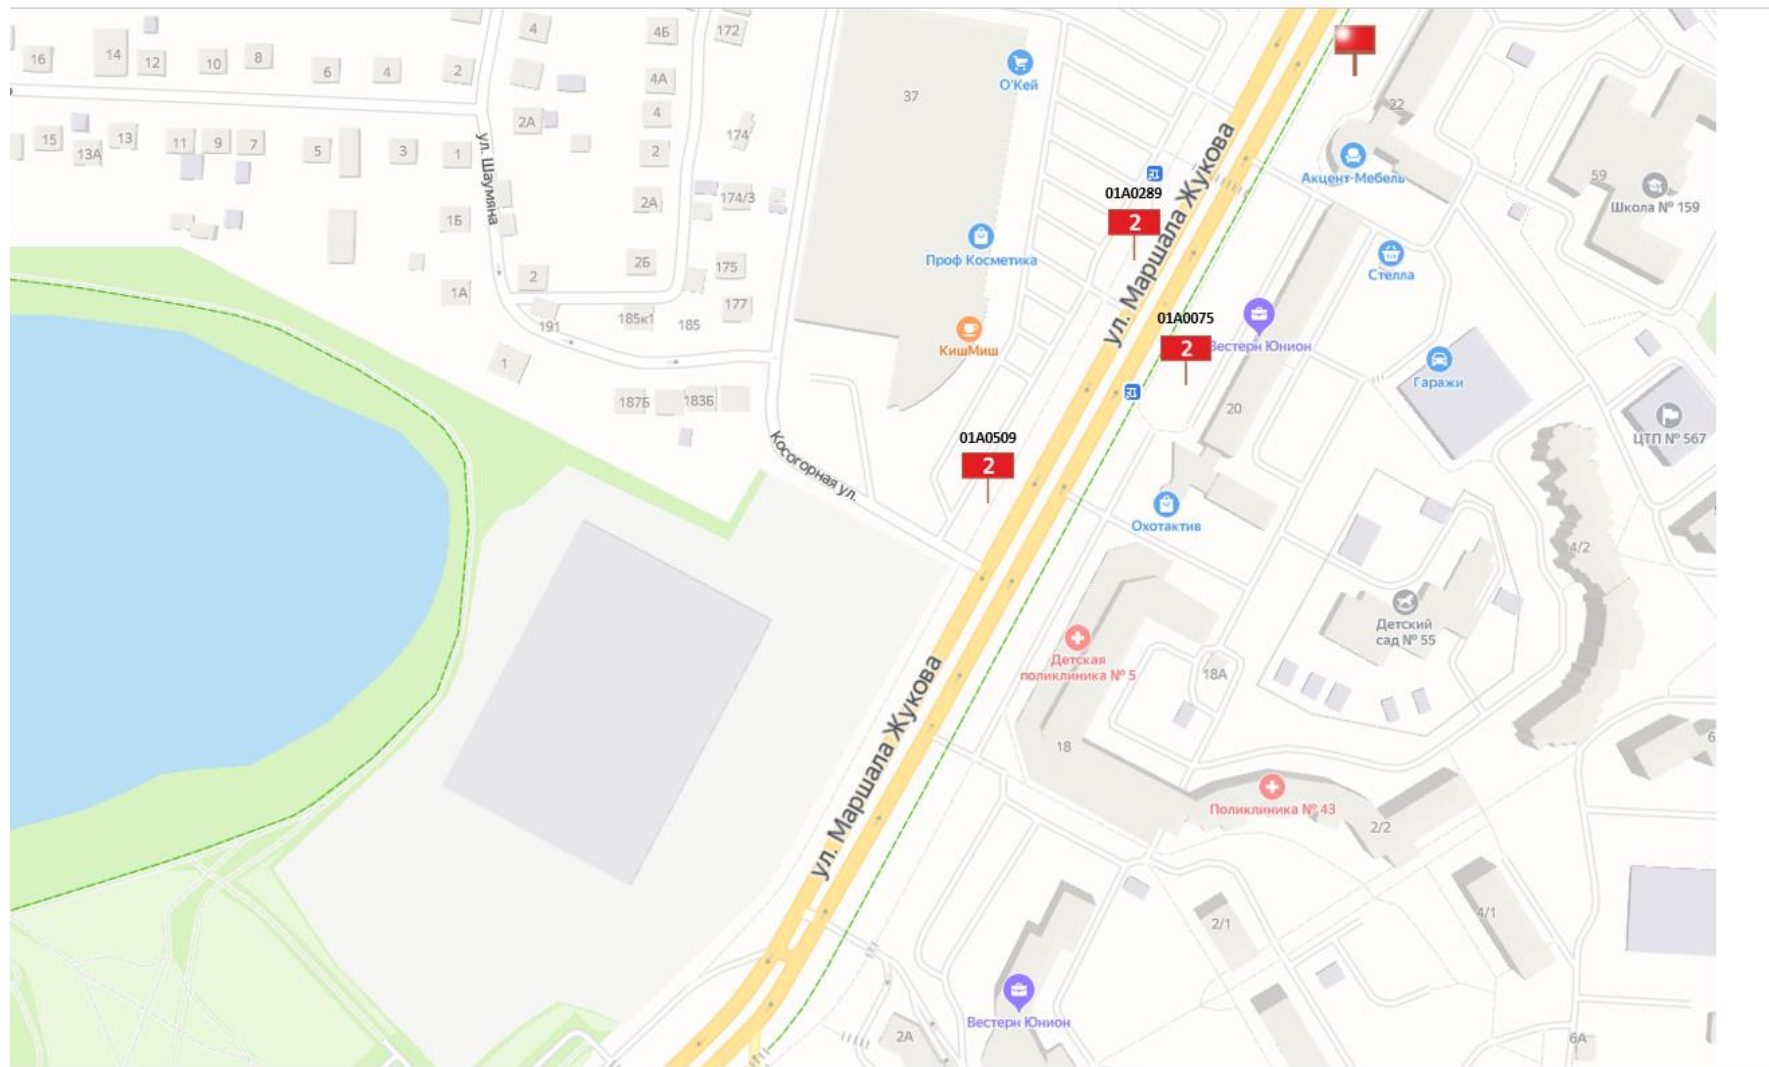 4
4Б
172
14
16
12
10
8
6
4
2
4А
О'Кей
37
22
2А
4
15
13А
13
11
9
7
5
3
1
174
2
ул. Шаумяна
ул. Маршала Жукова
Акцент-Мебель
59
Школа № 159
01А0289
2
2А
174/3
1Б
Проф Косметика
Стелла
2
2Б
175
1А
177
191
185к1
185
01А0075
2
Вестерн Юнион
КишМиш
1
187Б
183Б
20
Гаражи
ЦТП № 567
01А0509
2
Косогорная ул.
Охотактив
4/2
Детский
сад № 55
Детская
поликлиника № 5
18А
ул. Маршала Жукова
18
6
Поликлиника № 43
2/2
2/1
4/1
Вестерн Юнион
2А
6А